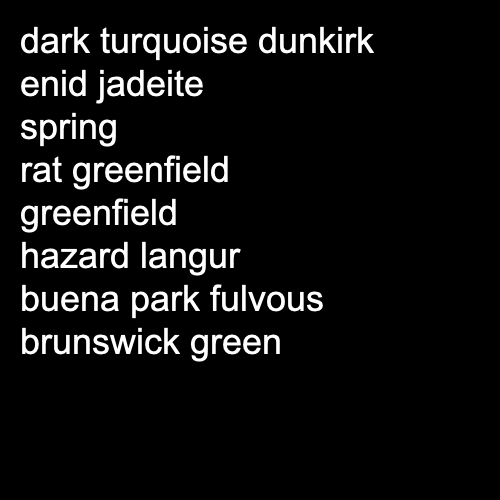 dark turquoise dunkirk
enid jadeite
spring
rat greenfield
greenfield
hazard langur
buena park fulvous
brunswick green